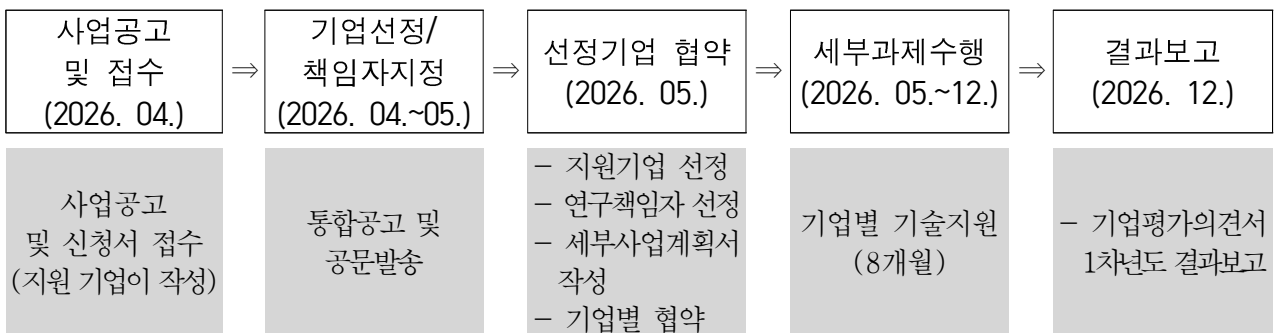 사업공고
및 접수
(2026. 04.)
⇒
기업선정/
책임자지정
(2026. 04.~05.)
⇒
선정기업 협약
(2026. 05.)
⇒
세부과제수행
(2026. 05.~12.)
⇒
결과보고
(2026. 12.)
사업공고
및 신청서 접수
(지원 기업이 작성)
통합공고 및
공문발송
- 지원기업 선정
- 연구책임자 선정
- 세부사업계획서
작성
- 기업별 협약
기업별 기술지원
(8개월)
- 기업평가의견서
1차년도 결과보고